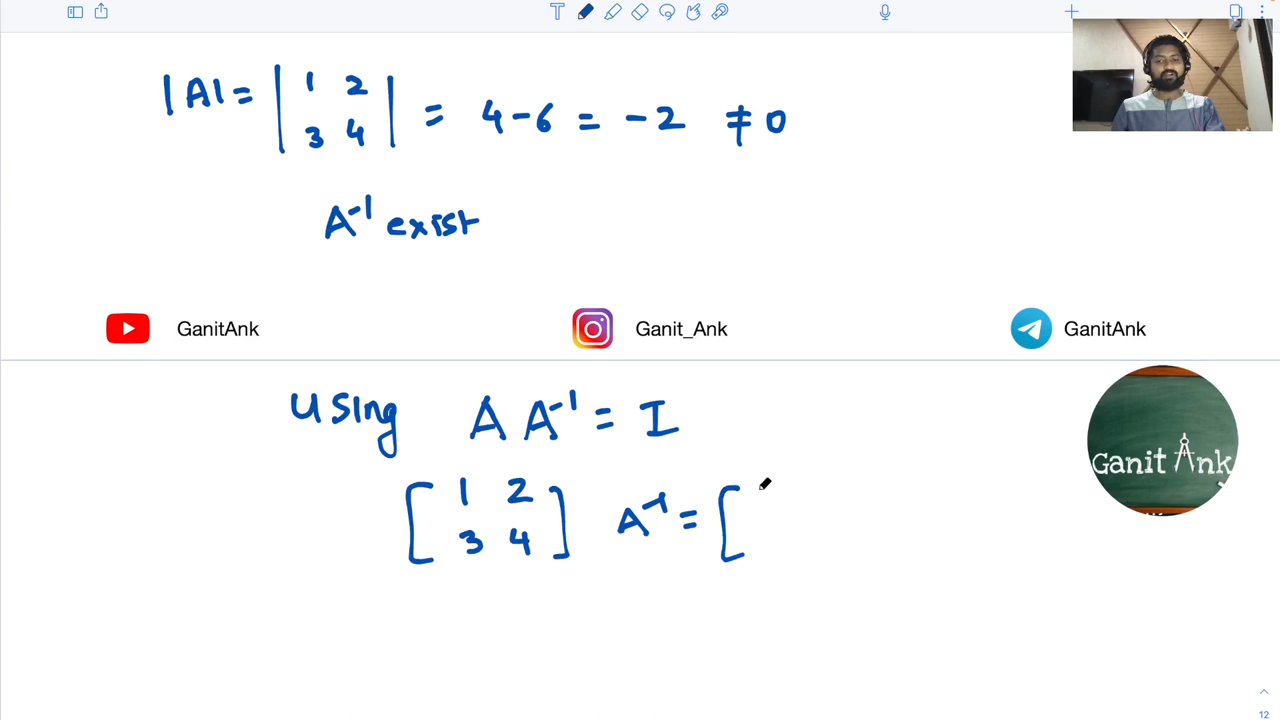 |A| = | 1 2 | = 4 - 6 = -2 ≠ 0
| 3 4 |
A⁻¹ exist
GanitAnk Ganit_Ank GanitAnk
Using A A⁻¹ = I
Ganit Ank
[ 1 2 ] A⁻¹ = [
[ 3 4 ]
12